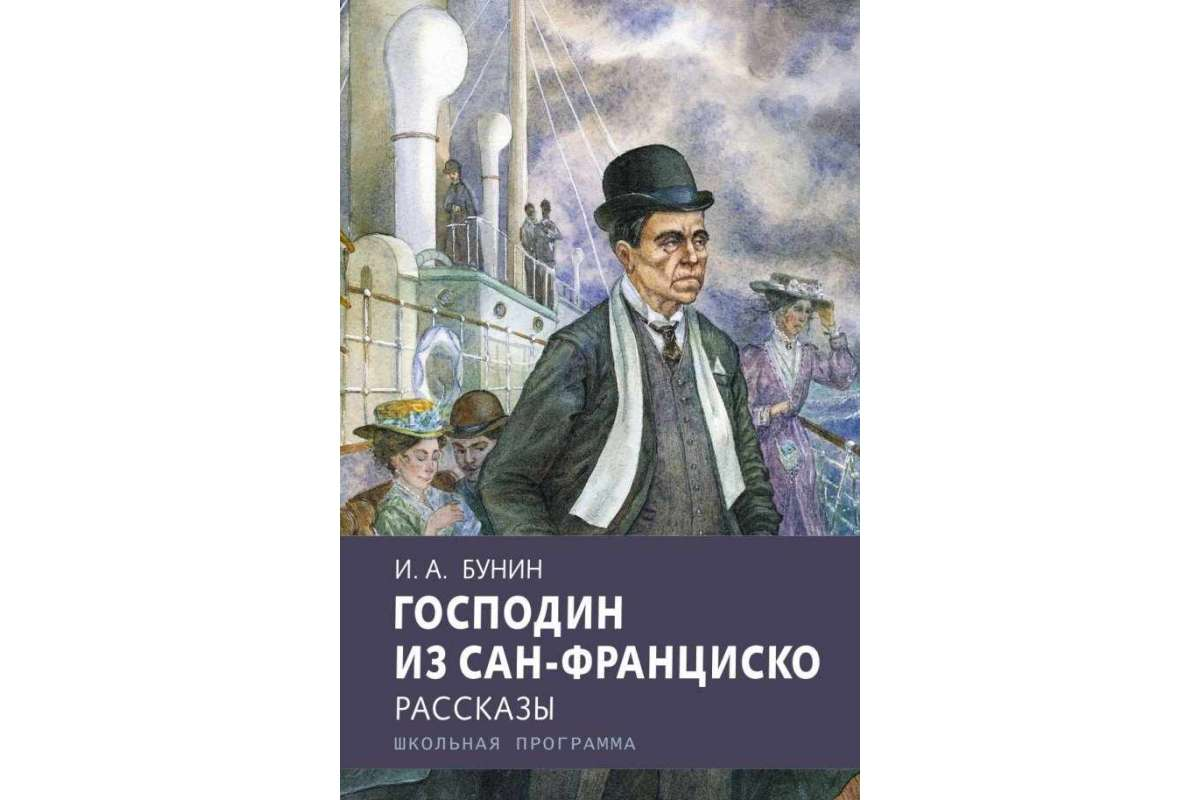 И. А. БУНИН
ГОСПОДИН
ИЗ САН-ФРАНЦИСКО
РАССКАЗЫ
ШКОЛЬНАЯ ПРОГРАММА